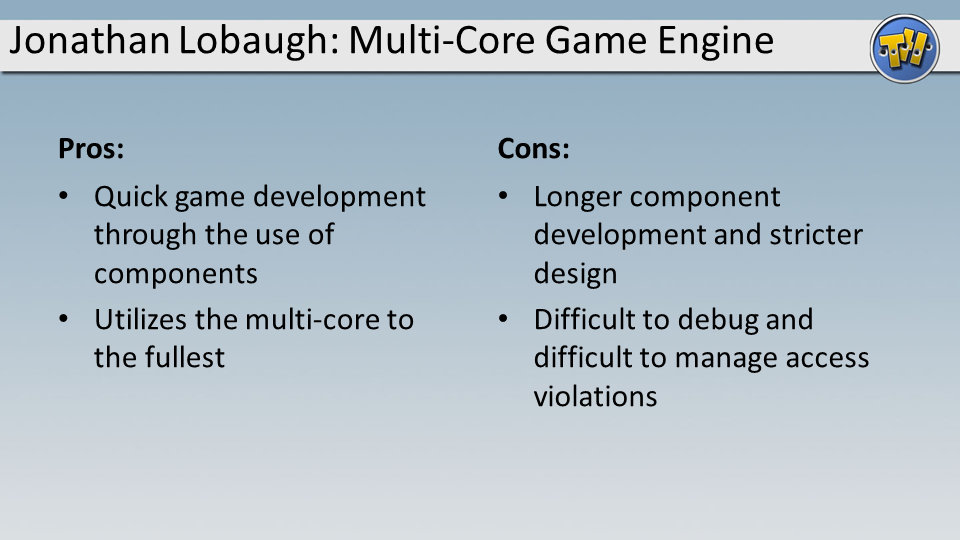 Jonathan Lobaugh: Multi-Core Game Engine
Pros:
• Quick game development
through the use of
components
• Utilizes the multi-core to
the fullest
Cons:
• Longer component
development and stricter
design
• Difficult to debug and
difficult to manage access
violations